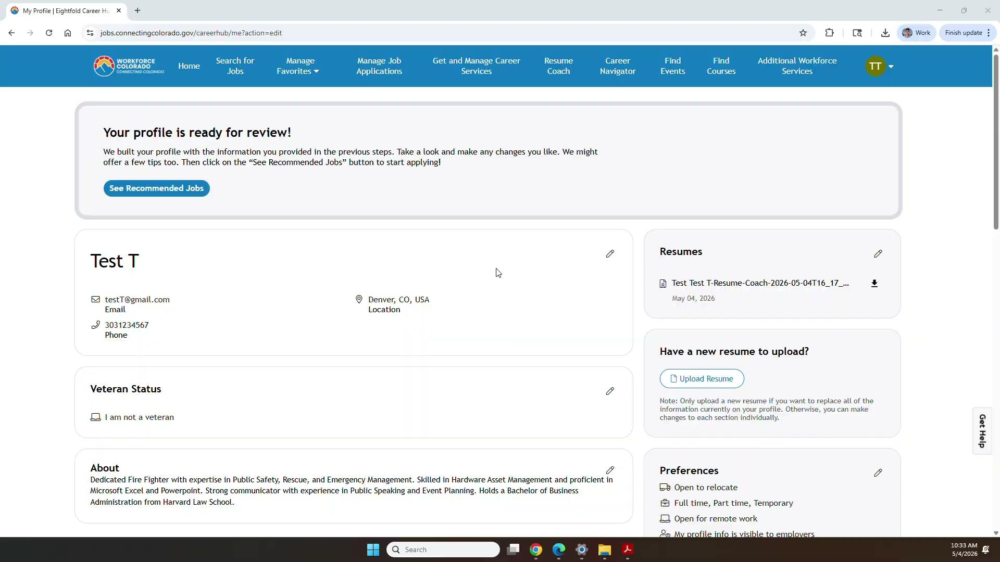 My Profile | Eightfold Career Hu
jobs.connectingcolorado.gov/careerhub/me?action=edit
Work
Finish update
WORKFORCE
COLORADO
CONNECTING COLORADO
Home
Search for
Jobs
Manage
Favorites
Manage Job
Applications
Get and Manage Career
Services
Resume
Coach
Career
Navigator
Find
Events
Find
Courses
Additional Workforce
Services
TT
Your profile is ready for review!
We built your profile with the information you provided in the previous steps. Take a look and make any changes you like. We might
offer a few tips too. Then click on the “See Recommended Jobs” button to start applying!
See Recommended Jobs
Test T
testT@gmail.com
Email
Denver, CO, USA
Location
3031234567
Phone
Resumes
Test Test T-Resume-Coach-2026-05-04T16_17_...
May 04, 2026
Have a new resume to upload?
Upload Resume
Note: Only upload a new resume if you want to replace all of the
information currently on your profile. Otherwise, you can make
changes to each section individually.
Veteran Status
I am not a veteran
Get Help
About
Dedicated Fire Fighter with expertise in Public Safety, Rescue, and Emergency Management. Skilled in Hardware Asset Management and proficient in
Microsoft Excel and Powerpoint. Strong communicator with experience in Public Speaking and Event Planning. Holds a Bachelor of Business
Administration from Harvard Law School.
Preferences
Open to relocate
Full time, Part time, Temporary
Open for remote work
My profile info is visible to employers
Search
10:33 AM
5/4/2026